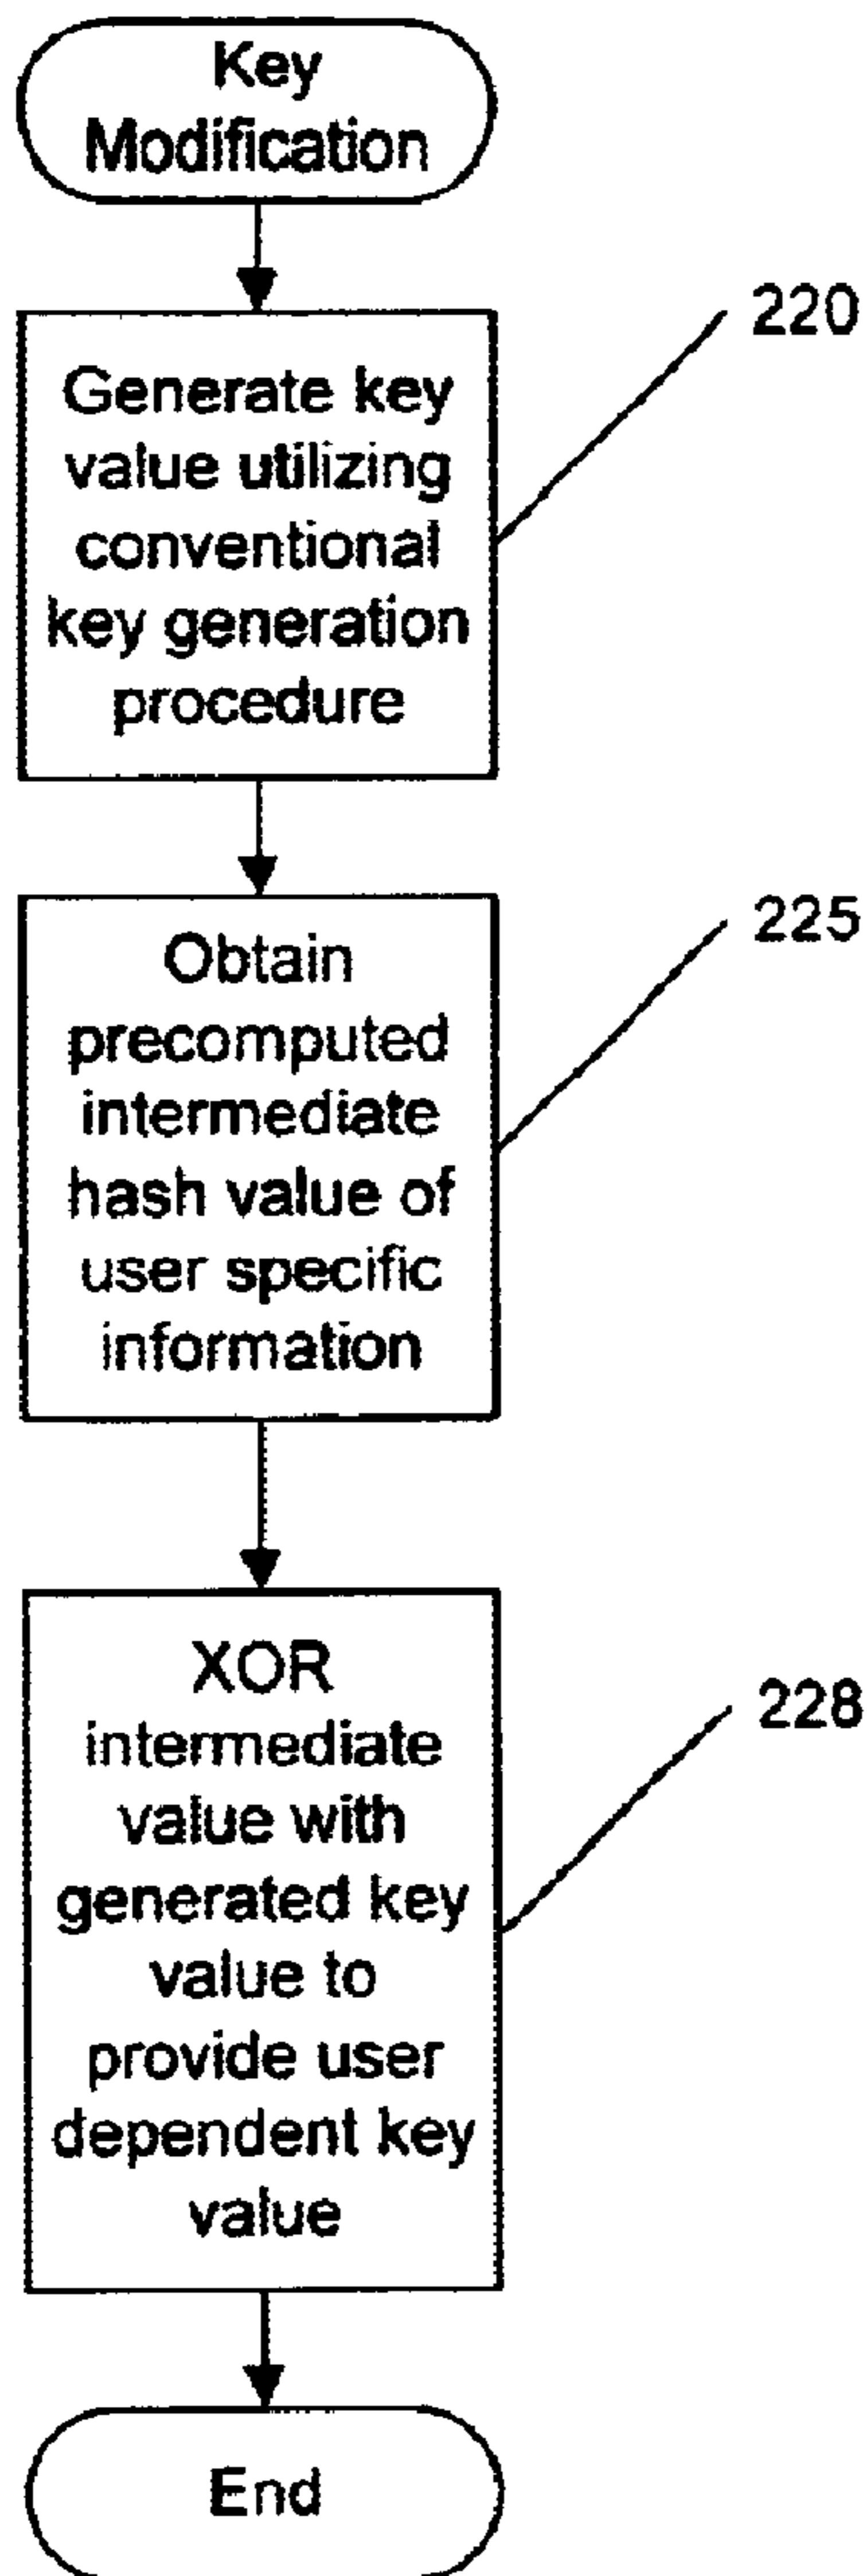 Key
Modification
220
Generate key
value utilizing
conventional
key generation
procedure
225
Obtain
precomputed
intermediate
hash value of
user specific
information
228
XOR
intermediate
value with
generated key
value to
provide user
dependent key
value
End